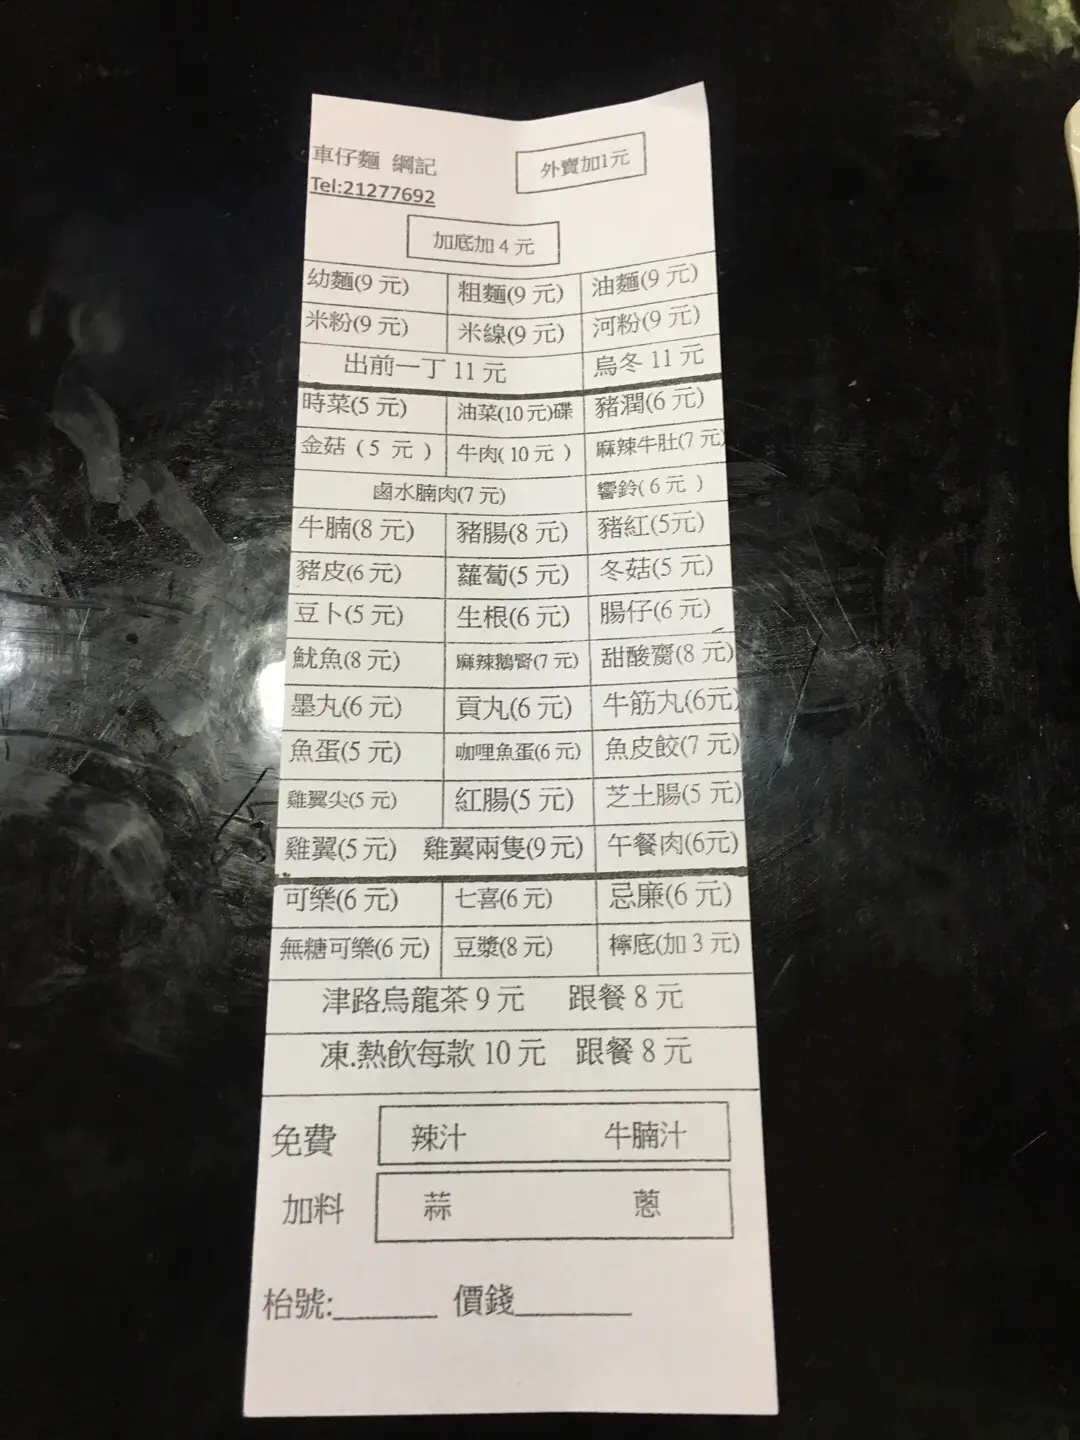 車仔麵 綱記
外賣加1元
Tel:21277692
加底加 4 元
幼麵(9 元) 粗麵(9 元) 油麵(9 元)
米粉(9 元) 米線(9 元) 河粉(9 元)
出前一丁 11 元 烏冬 11 元
時菜(5 元) 油菜(10 元)碟 豬潤(6 元)
金菇 ( 5 元 ) 牛肉( 10 元 ) 麻辣牛肚(7 元)
鹵水腩肉(7 元) 響鈴( 6 元 )
牛腩(8 元) 豬腸(8 元) 豬紅(5元)
豬皮(6 元) 蘿蔔(5 元) 冬菇(5 元)
豆卜(5 元) 生根(6 元) 腸仔(6 元)
魷魚(8 元) 麻辣鵝腎(7 元) 甜酸齋(8 元)
墨丸(6 元) 貢丸(6 元) 牛筋丸(6元)
魚蛋(5 元) 咖哩魚蛋(6 元) 魚皮餃(7 元)
雞翼尖(5 元) 紅腸(5 元) 芝士腸(5 元)
雞翼(5 元) 雞翼兩隻(9 元) 午餐肉(6元)
可樂(6 元) 七喜(6 元) 忌廉(6 元)
無糖可樂(6 元) 豆漿(8 元) 檸底(加 3 元)
津路烏龍茶 9 元 跟餐 8 元
凍.熱飲每款 10 元 跟餐 8 元
免費 辣汁 牛腩汁
加料 蒜 蔥
枱號:______ 價錢________